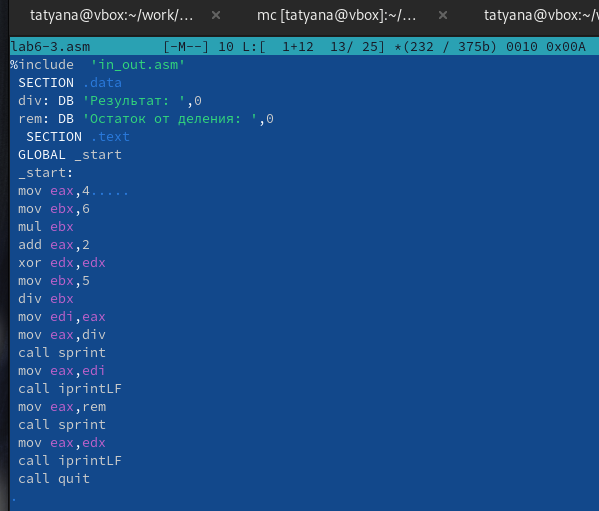 tatyana@vbox:~/work/... × mc [tatyana@vbox]:~/... × tatyana@vbox:~/v
lab6-3.asm [-M--] 10 L:[ 1+12 13/ 25] *(232 / 375b) 0010 0x00A
%include 'in_out.asm'
SECTION .data
div: DB 'Результат: ',0
rem: DB 'Остаток от деления: ',0
SECTION .text
GLOBAL _start
_start:
mov eax,4.....
mov ebx,6
mul ebx
add eax,2
xor edx,edx
mov ebx,5
div ebx
mov edi,eax
mov eax,div
call sprint
mov eax,edi
call iprintLF
mov eax,rem
call sprint
mov eax,edx
call iprintLF
call quit
.